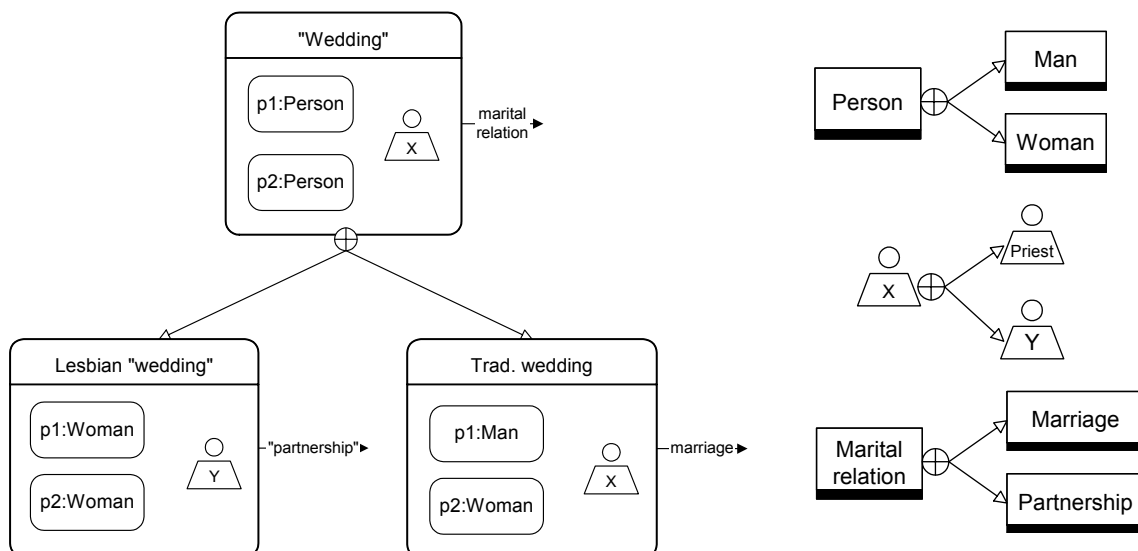 "Wedding"
p1:Person
p2:Person
X
marital
relation
Lesbian "wedding"
p1:Woman
p2:Woman
Y
"partnership"
Trad. wedding
p1:Man
p2:Woman
X
marriage
Person
Man
Woman
X
Priest
Y
Marital
relation
Marriage
Partnership